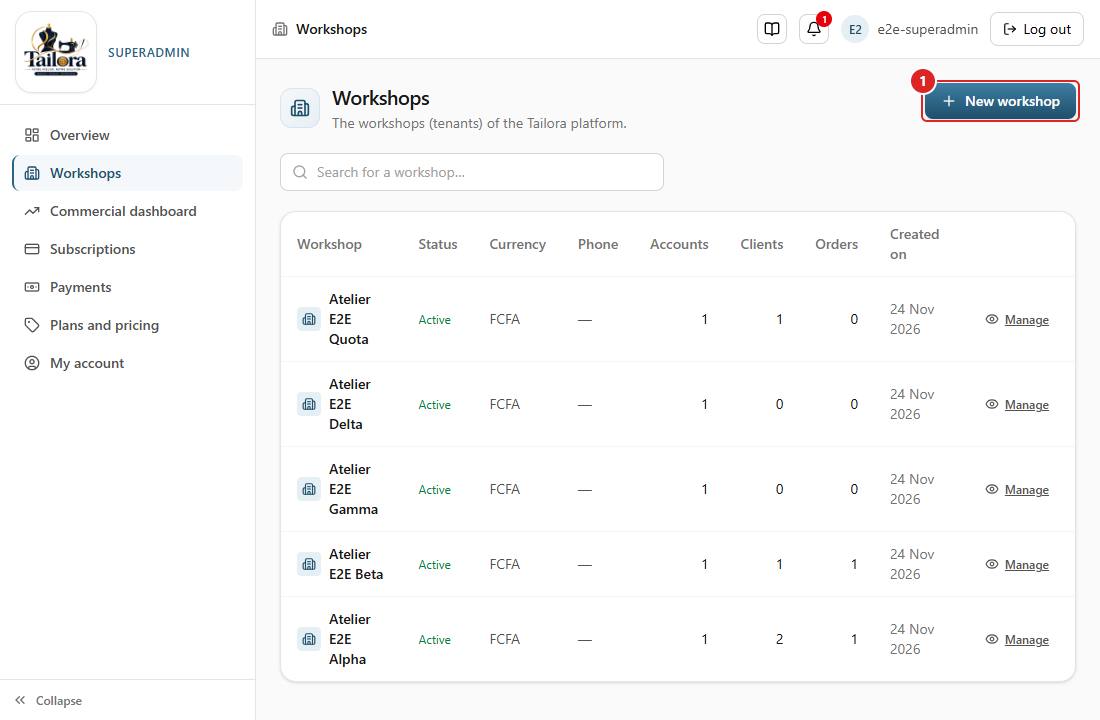 Tailora
SUPERADMIN
Overview
Workshops
Commercial dashboard
Subscriptions
Payments
Plans and pricing
My account
Collapse
Workshops
1
E2
e2e-superadmin
Log out
Workshops
The workshops (tenants) of the Tailora platform.
1
New workshop
Search for a workshop...
Workshop Status Currency Phone Accounts Clients Orders Created
on
Atelier
E2E
Quota
Active FCFA — 1 1 0 24 Nov
2026
Manage
Atelier
E2E
Delta
Active FCFA — 1 0 0 24 Nov
2026
Manage
Atelier
E2E
Gamma
Active FCFA — 1 0 0 24 Nov
2026
Manage
Atelier
E2E Beta
Active FCFA — 1 1 1 24 Nov
2026
Manage
Atelier
E2E
Alpha
Active FCFA — 1 2 1 24 Nov
2026
Manage